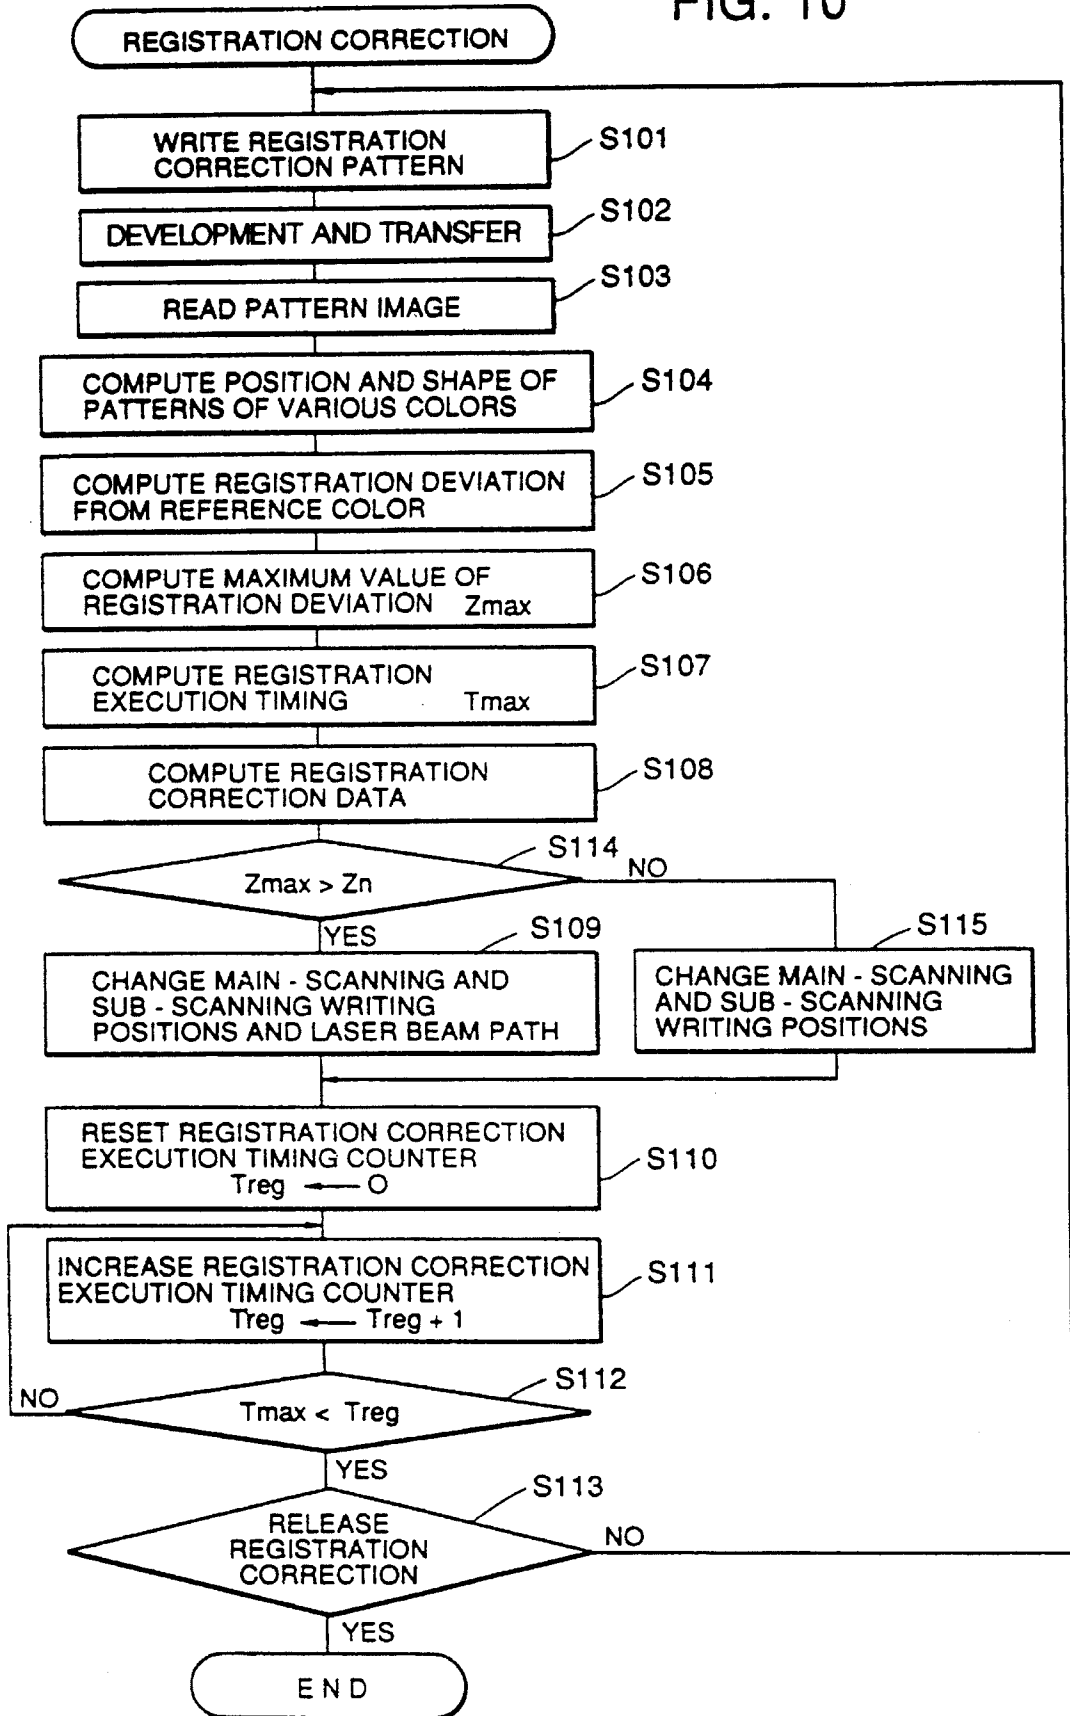 FIG. 10
REGISTRATION CORRECTION
WRITE REGISTRATION
CORRECTION PATTERN
S101
DEVELOPMENT AND TRANSFER
S102
READ PATTERN IMAGE
S103
COMPUTE POSITION AND SHAPE OF
PATTERNS OF VARIOUS COLORS
S104
COMPUTE REGISTRATION DEVIATION
FROM REFERENCE COLOR
S105
COMPUTE MAXIMUM VALUE OF
REGISTRATION DEVIATION Zmax
S106
COMPUTE REGISTRATION
EXECUTION TIMING Tmax
S107
COMPUTE REGISTRATION
CORRECTION DATA
S108
Zmax > Zn
S114
NO
YES
S109
CHANGE MAIN - SCANNING AND
SUB - SCANNING WRITING
POSITIONS AND LASER BEAM PATH
S115
CHANGE MAIN - SCANNING
AND SUB - SCANNING
WRITING POSITIONS
RESET REGISTRATION CORRECTION
EXECUTION TIMING COUNTER
Treg ← O
S110
INCREASE REGISTRATION CORRECTION
EXECUTION TIMING COUNTER
Treg ← Treg + 1
S111
Tmax < Treg
S112
NO
YES
RELEASE
REGISTRATION
CORRECTION
S113
NO
YES
END